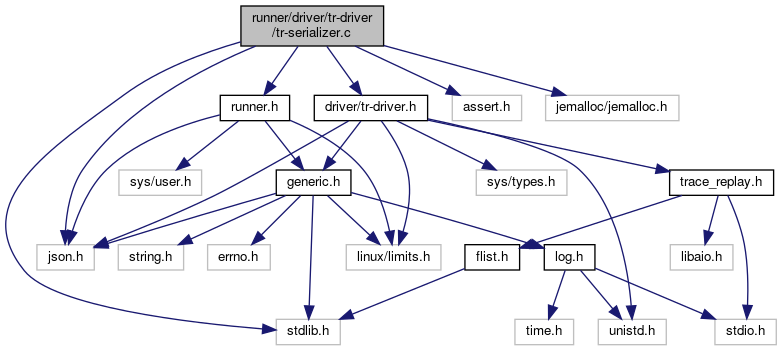 runner/driver/tr-driver
/tr-serializer.c
runner.h
driver/tr-driver.h
assert.h
jemalloc/jemalloc.h
sys/user.h
generic.h
sys/types.h
trace_replay.h
json.h
string.h
errno.h
linux/limits.h
flist.h
log.h
libaio.h
stdlib.h
time.h
unistd.h
stdio.h